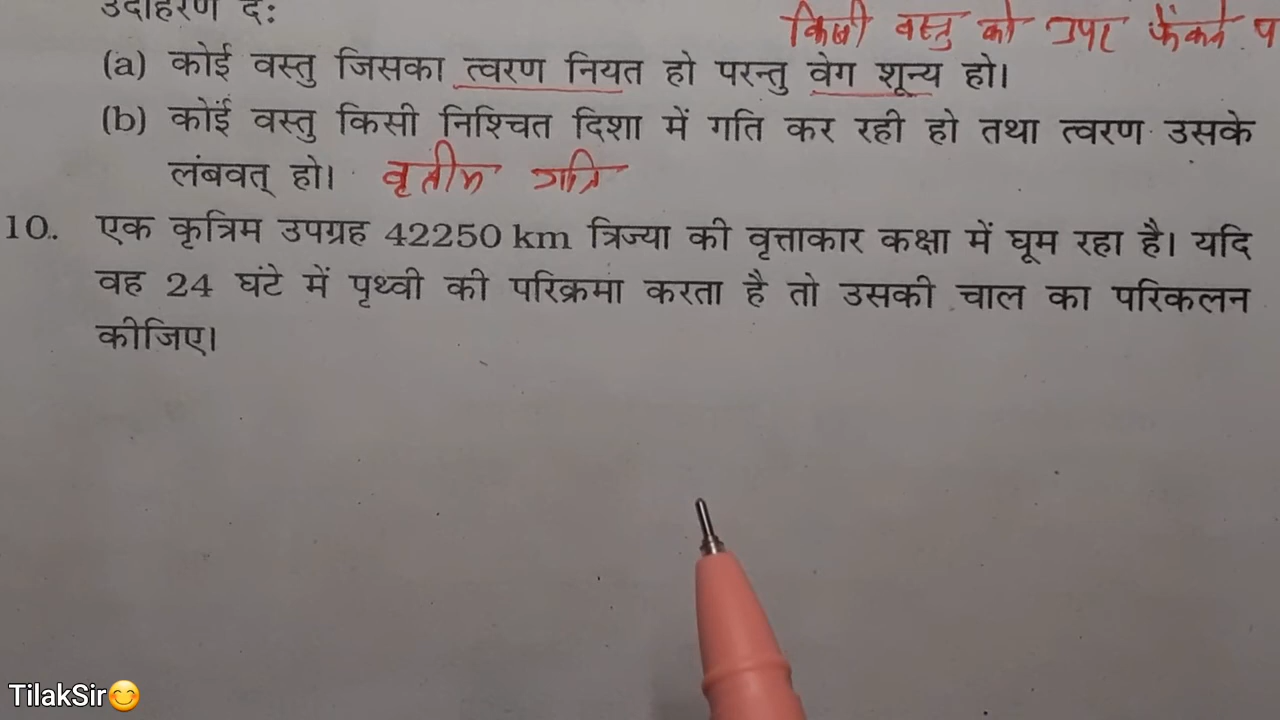 उदाहरण दें:
किसी वस्तु को उपर फेंकने प
(a) कोई वस्तु जिसका त्वरण नियत हो परन्तु वेग शून्य हो।
(b) कोई वस्तु किसी निश्चित दिशा में गति कर रही हो तथा त्वरण उसके
लंबवत् हो। वृतीय गति
10. एक कृत्रिम उपग्रह 42250 km त्रिज्या की वृत्ताकार कक्षा में घूम रहा है। यदि
वह 24 घंटे में पृथ्वी की परिक्रमा करता है तो उसकी चाल का परिकलन
कीजिए।
TilakSir😊